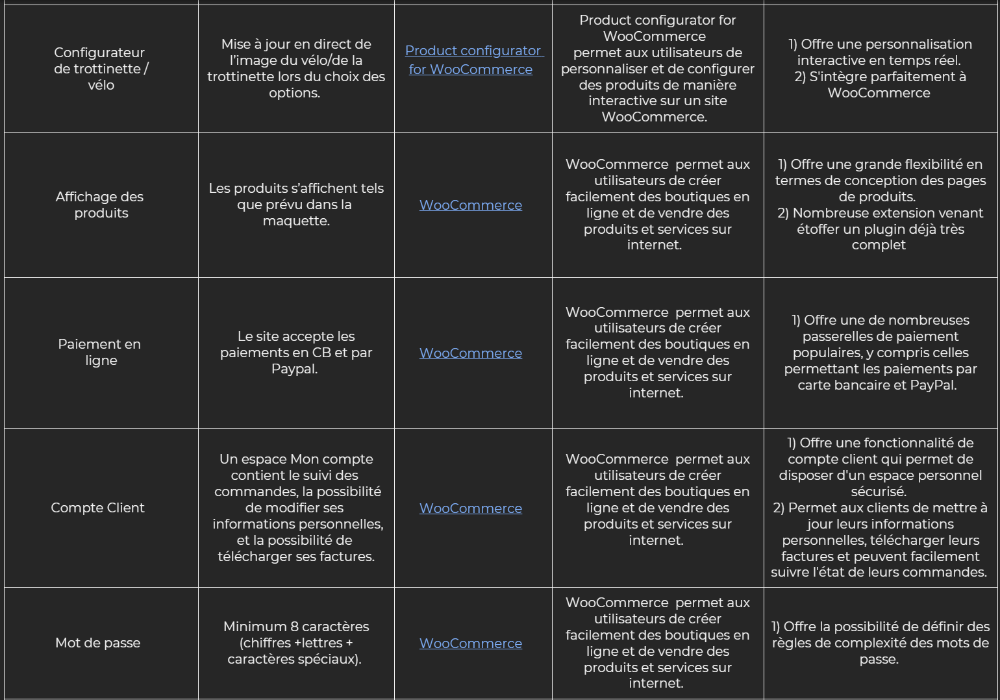 Configurateur
de trottinette /
vélo
Mise à jour en direct de
l’image du vélo/de la
trottinette lors du choix des
options.
Product configurator
for WooCommerce
Product configurator for
WooCommerce
permet aux utilisateurs de
personnaliser et de configurer
des produits de manière
interactive sur un site
WooCommerce.
1) Offre une personnalisation
interactive en temps réel.
2) S'intègre parfaitement à
WooCommerce
Affichage des
produits
Les produits s’affichent tels
que prévu dans la
maquette.
WooCommerce
WooCommerce  permet aux
utilisateurs de créer
facilement des boutiques en
ligne et de vendre des
produits et services sur
internet.
1) Offre une grande flexibilité en
termes de conception des pages
de produits.
2) Nombreuse extension venant
étoffer un plugin déjà très
complet
Paiement en
ligne
Le site accepte les
paiements en CB et par
Paypal.
WooCommerce
WooCommerce  permet aux
utilisateurs de créer
facilement des boutiques en
ligne et de vendre des
produits et services sur
internet.
1) Offre une de nombreuses
passerelles de paiement
populaires, y compris celles
permettant les paiements par
carte bancaire et PayPal.
Compte Client
Un espace Mon compte
contient le suivi des
commandes, la possibilité
de modifier ses
informations personnelles,
et la possibilité de
télécharger ses factures.
WooCommerce
WooCommerce  permet aux
utilisateurs de créer
facilement des boutiques en
ligne et de vendre des
produits et services sur
internet.
1) Offre une fonctionnalité de
compte client qui permet de
disposer d'un espace personnel
sécurisé.
2) Permet aux clients de mettre à
jour leurs informations
personnelles, télécharger leurs
factures et peuvent facilement
suivre l'état de leurs commandes.
Mot de passe
Minimum 8 caractères
(chiffres +lettres +
caractères spéciaux).
WooCommerce
WooCommerce  permet aux
utilisateurs de créer
facilement des boutiques en
ligne et de vendre des
produits et services sur
internet.
1) Offre la possibilité de définir des
règles de complexité des mots de
passe.